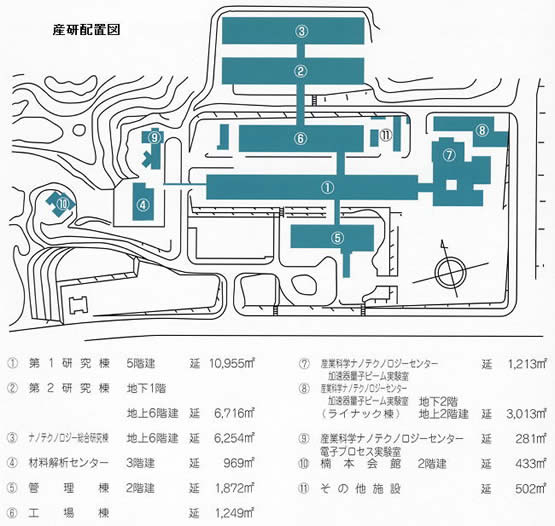 産研配置図
③
②
⑥
⑪
⑧
⑨
⑦
①
④
⑩
⑤
① 第1研究棟 5階建 延 10,955㎡
② 第2研究棟 地下1階
地上6階建 延 6,716㎡
③ ナノテクノロジー総合研究棟 地上6階建 延 6,254㎡
④ 材料解析センター 3階建 延 969㎡
⑤ 管理棟 2階建 延 1,872㎡
⑥ 工場棟 延 1,249㎡
⑦ 産業科学ナノテクノロジーセンター 延 1,213㎡
加速器量子ビーム実験室
⑧ 産業科学ナノテクノロジーセンター
加速器量子ビーム実験室 地下2階
(ライナック棟) 地上2階建 延 3,013㎡
⑨ 産業科学ナノテクノロジーセンター 延 281㎡
電子プロセス実験室
⑩ 楠本会館 2階建 延 433㎡
⑪ その他施設 延 502㎡